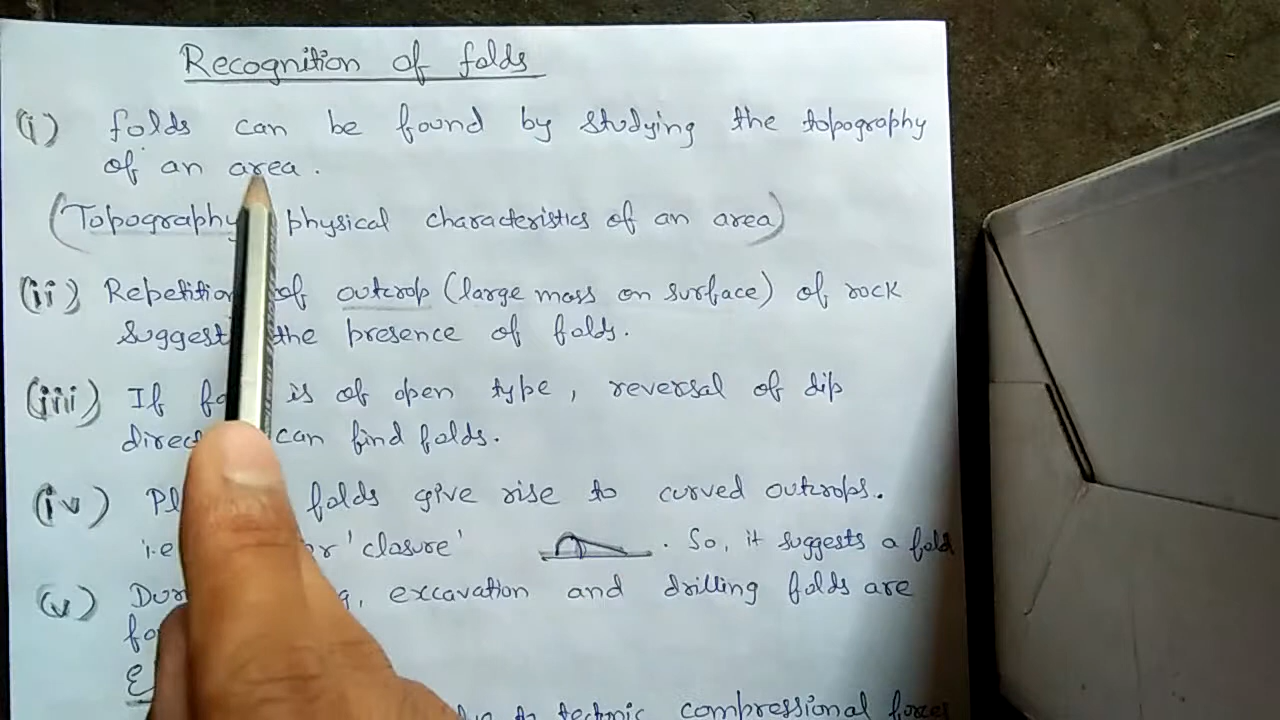 Recognition of folds
(i) folds can be found by studying the topography
of an area.
(Topography physical characteristics of an area)
(ii) Repetition of outcrop (large mass on surface) of rock
suggest the presence of folds.
(iii) If is of open type, reversal of dip
can find folds.
(iv) folds give rise to curved outcrops.
i.e 'closure' . So, it suggests a fold
(v) excavation and drilling folds are
compressional forces